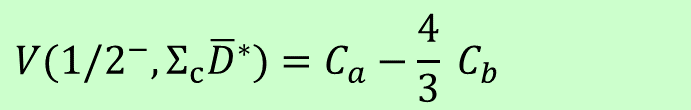 V(1/2⁻, Σ_c D̅*) = C_a − 4/3 C_b